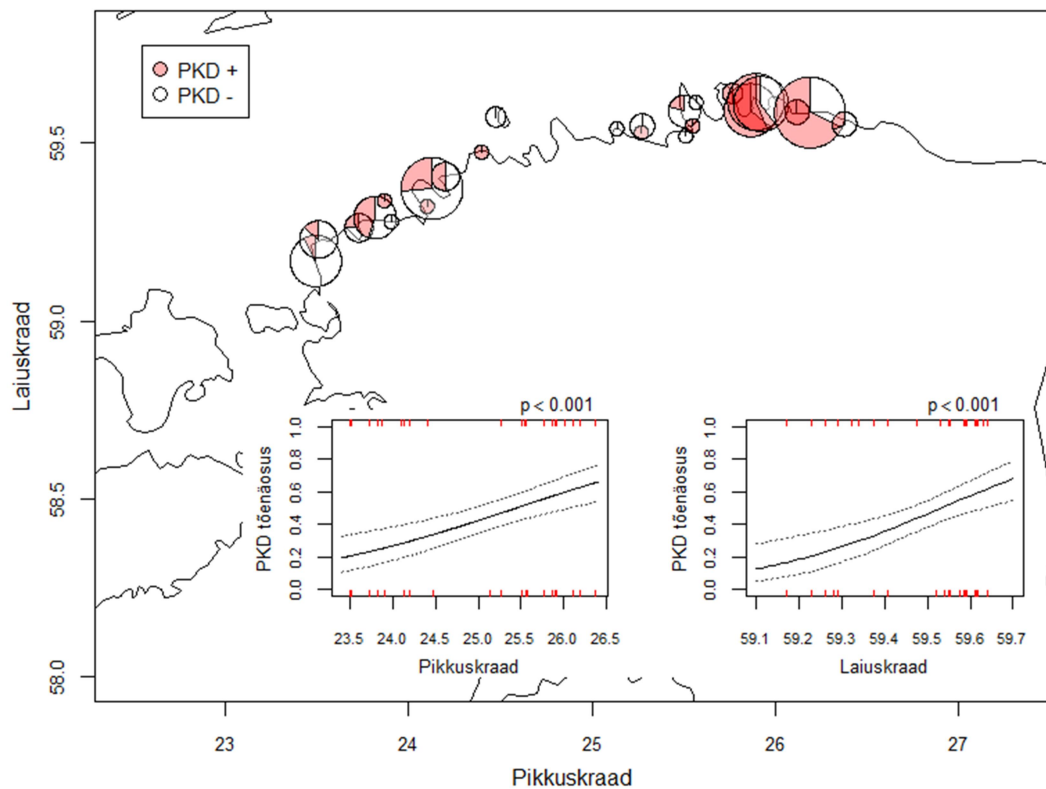 PKD +
PKD -
Laiuskraad
59.5
59.0
58.5
58.0
p < 0.001
PKD tõenäosus
1.0
0.8
0.6
0.4
0.2
0.0
23.5 24.0 24.5 25.0 25.5 26.0 26.5
Pikkuskraad
p < 0.001
PKD tõenäosus
1.0
0.8
0.6
0.4
0.2
0.0
59.1 59.2 59.3 59.4 59.5 59.6 59.7
Laiuskraad
23 24 25 26 27
Pikkuskraad